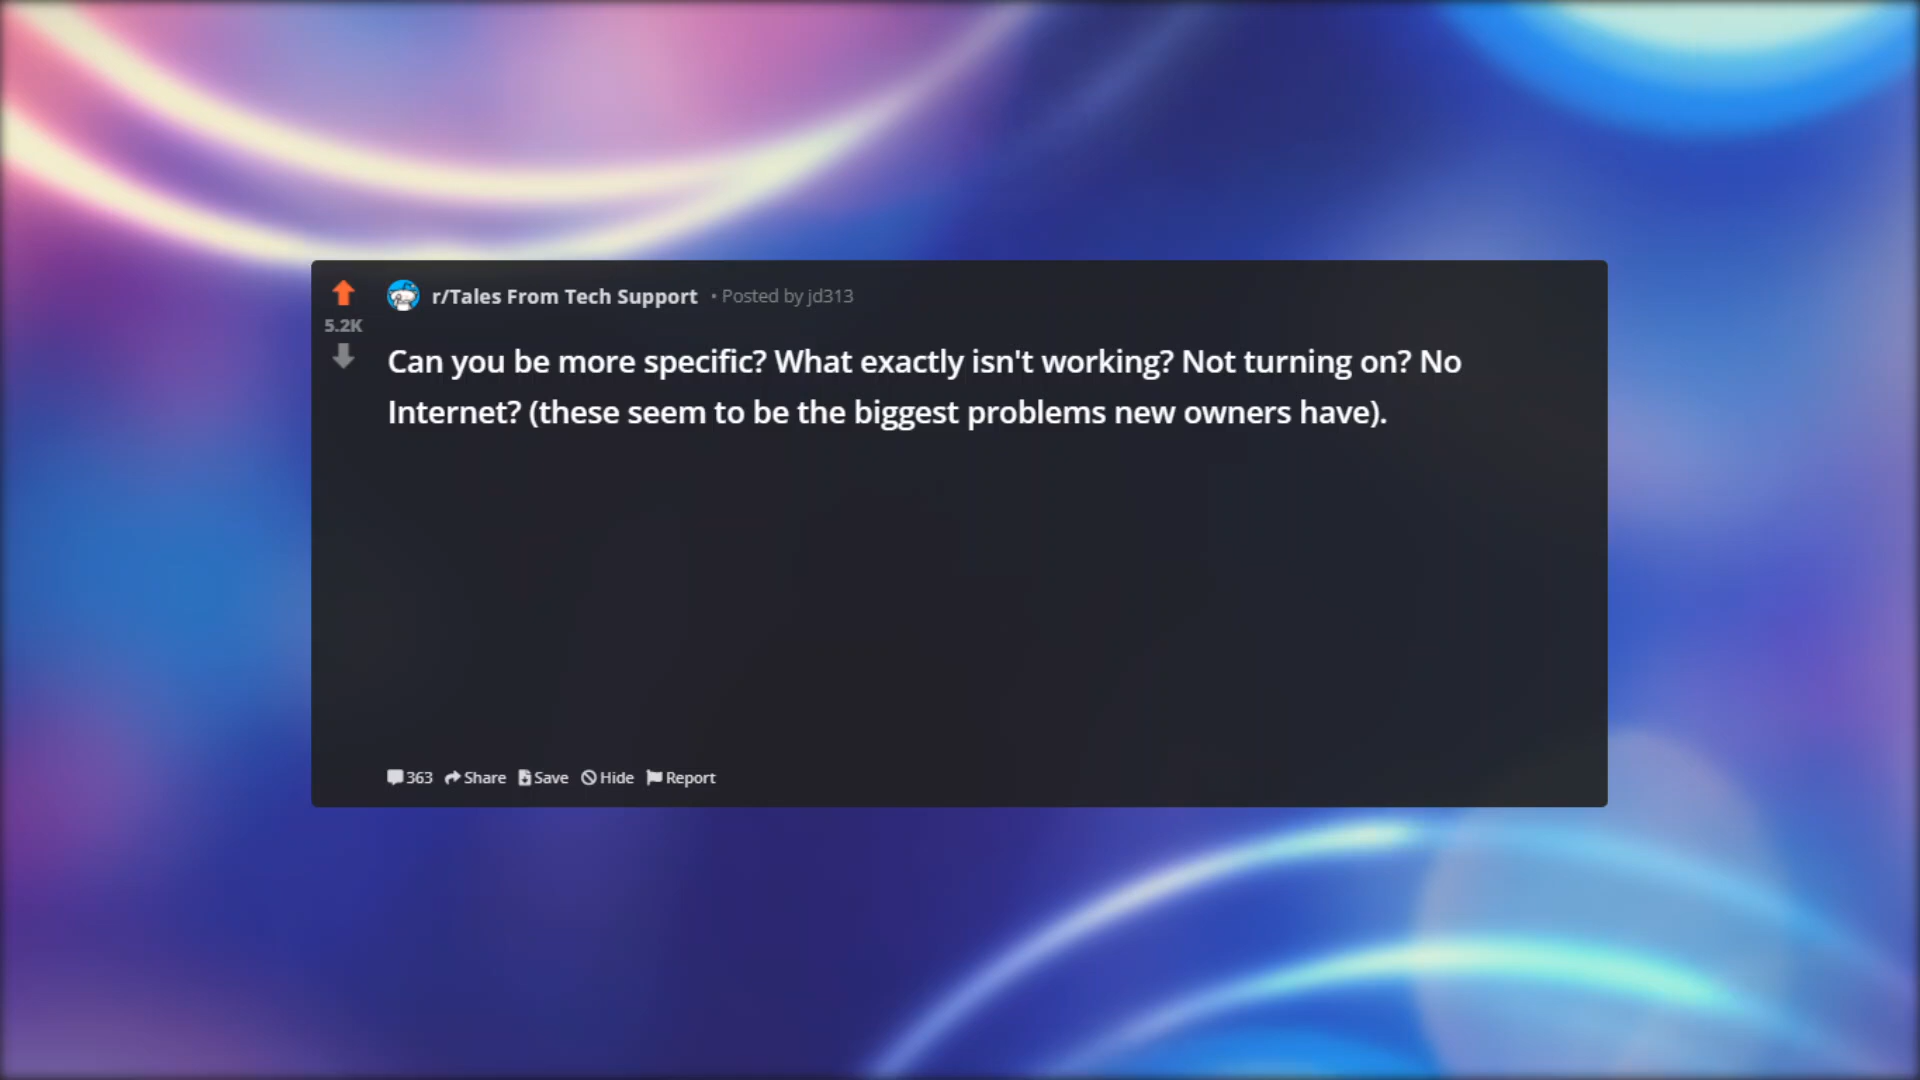 r/Tales From Tech Support • Posted by jd313
5.2K
Can you be more specific? What exactly isn't working? Not turning on? No
Internet? (these seem to be the biggest problems new owners have).
363 Share Save Hide Report